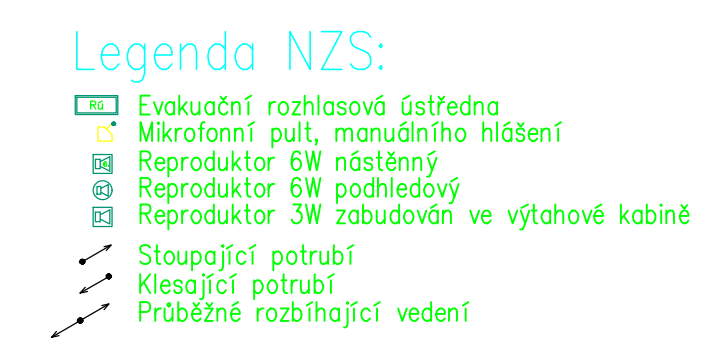 Legenda NZS:
RÚ Evakuační rozhlasová ústředna
Mikrofonní pult, manuálního hlášení
Reproduktor 6W nástěnný
Reproduktor 6W podhledový
Reproduktor 3W zabudován ve výtahové kabině
Stoupající potrubí
Klesající potrubí
Průběžné rozbíhající vedení